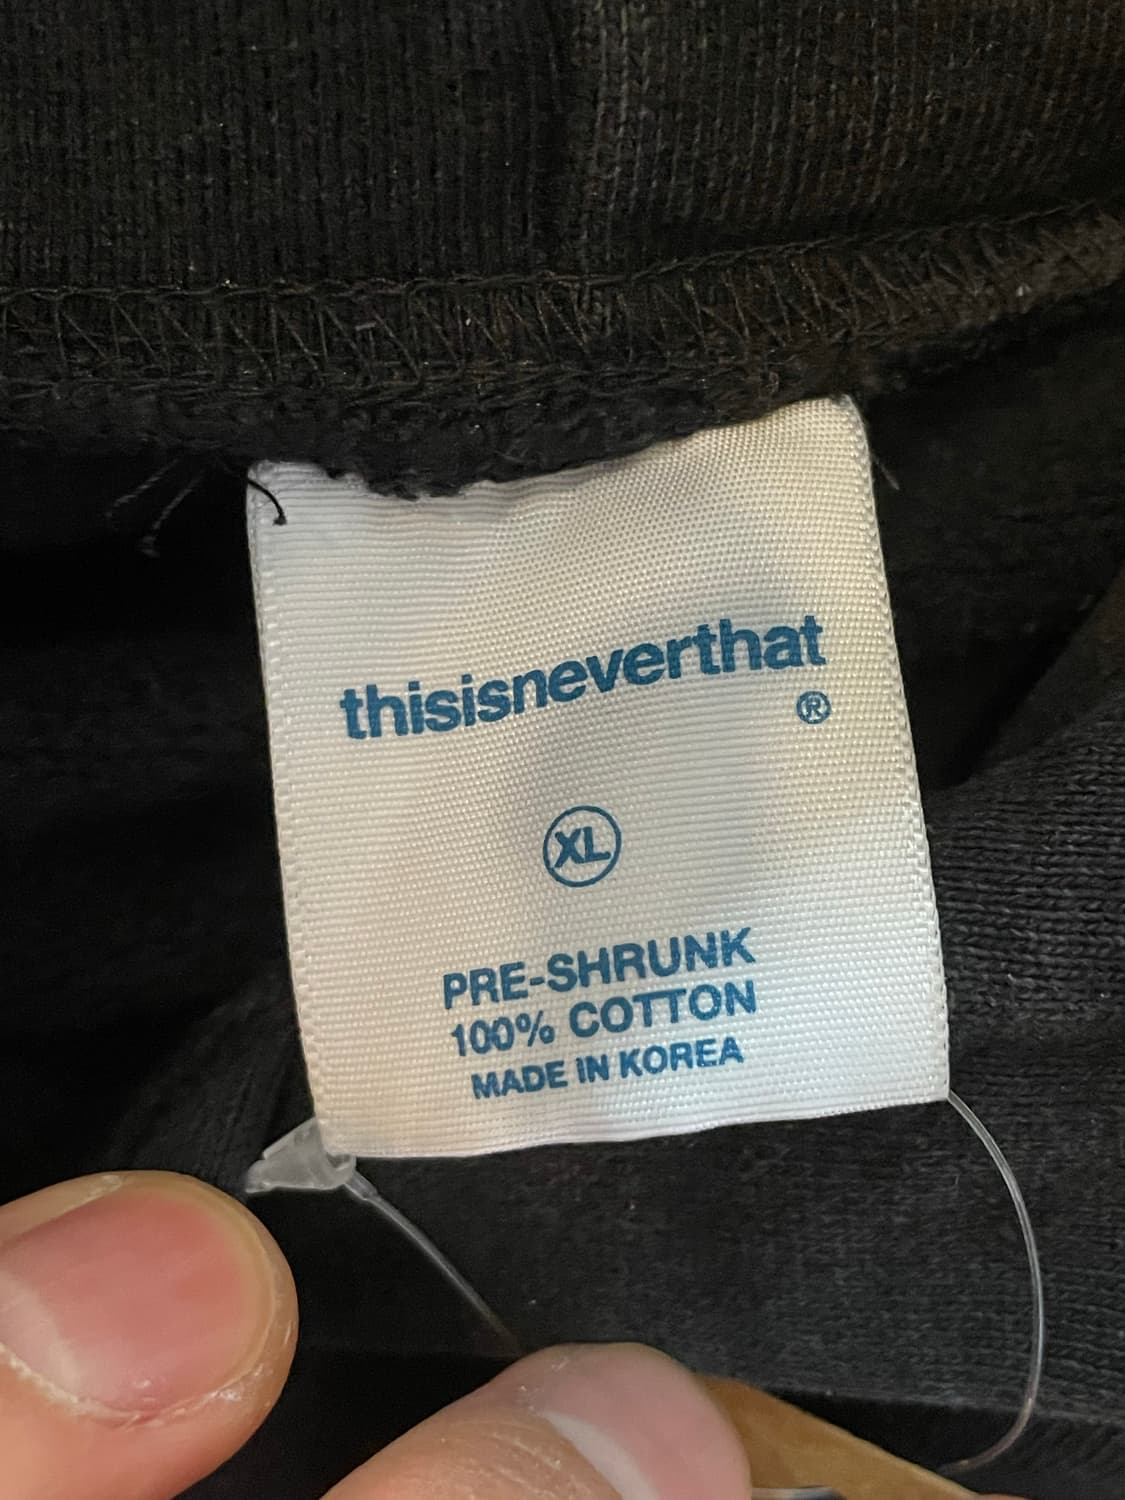 thisisneverthat
®
XL
PRE-SHRUNK
100% COTTON
MADE IN KOREA